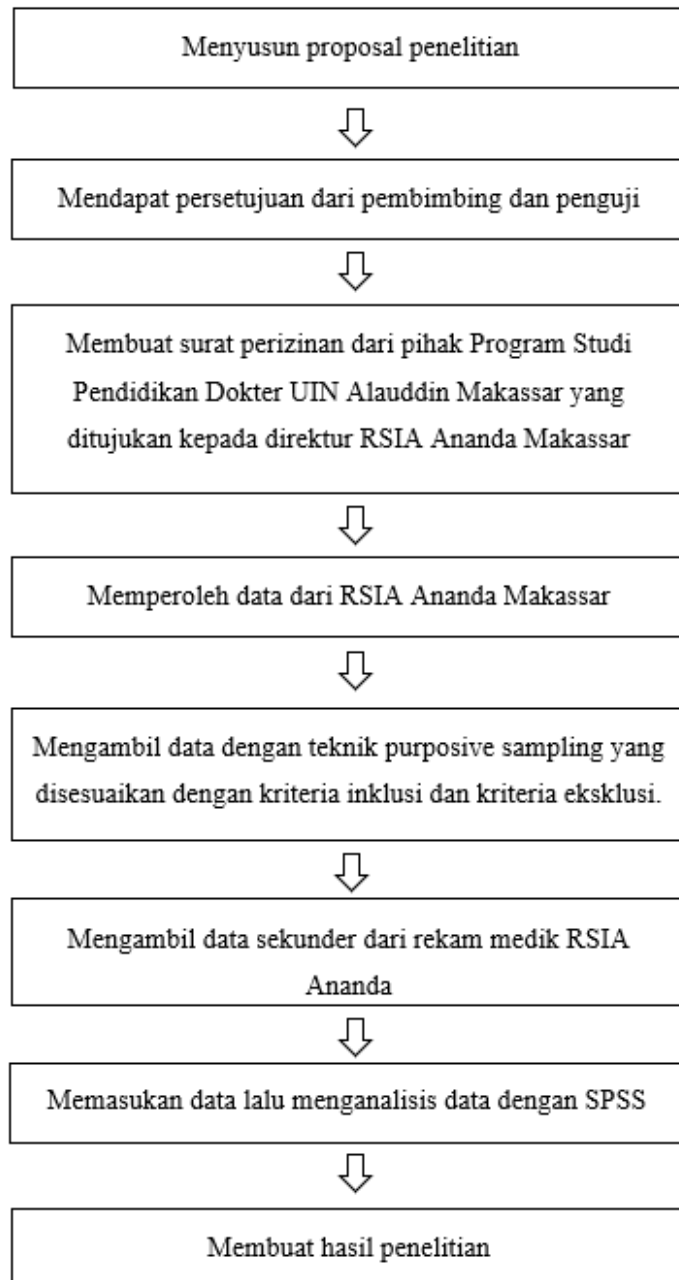 Menyusun proposal penelitian
Mendapat persetujuan dari pembimbing dan penguji
Membuat surat perizinan dari pihak Program Studi
Pendidikan Dokter UIN Alauddin Makassar yang
ditujukan kepada direktur RSIA Ananda Makassar
Memperoleh data dari RSIA Ananda Makassar
Mengambil data dengan teknik purposive sampling yang
disesuaikan dengan kriteria inklusi dan kriteria eksklusi.
Mengambil data sekunder dari rekam medik RSIA
Ananda
Memasukan data lalu menganalisis data dengan SPSS
Membuat hasil penelitian